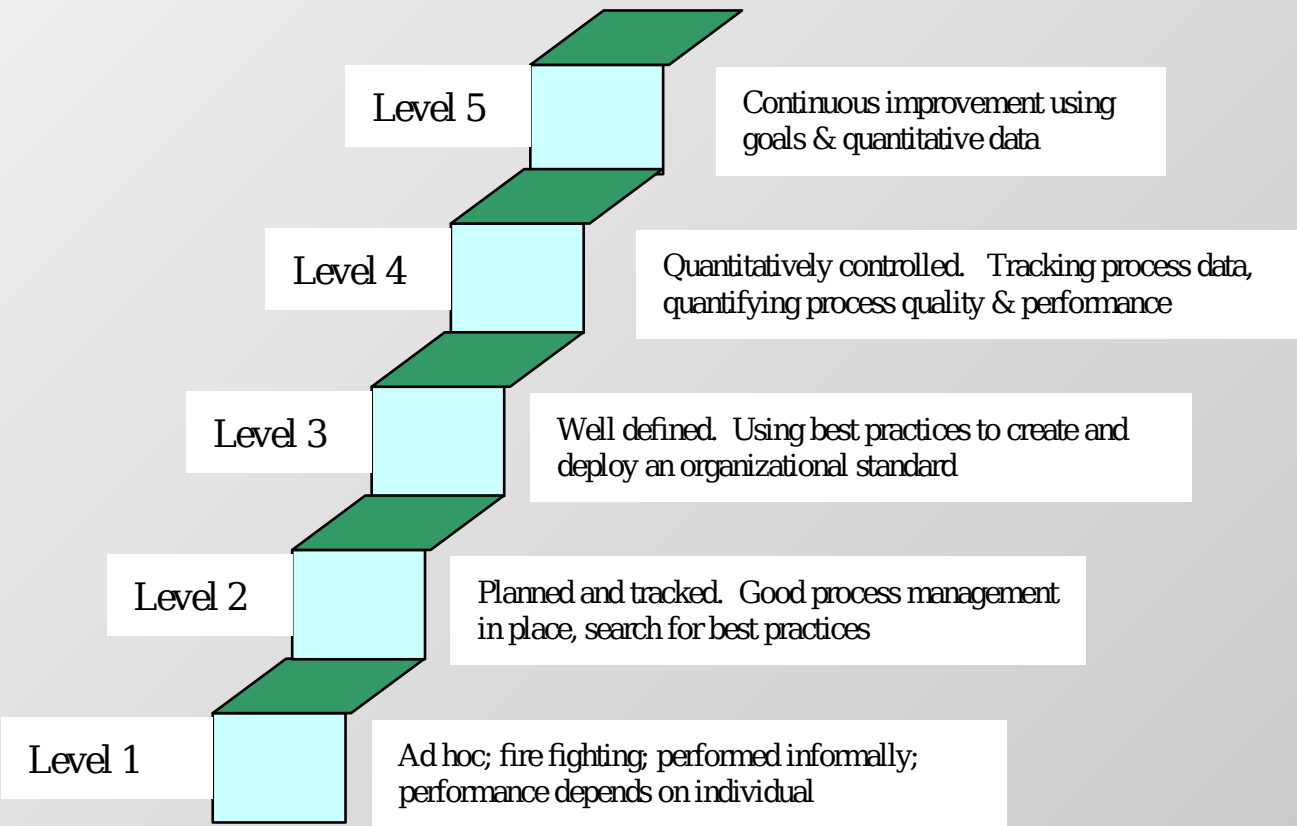 Level 5
Continuous improvement using
goals & quantitative data
Level 4
Quantitatively controlled. Tracking process data,
quantifying process quality & performance
Level 3
Well defined. Using best practices to create and
deploy an organizational standard
Level 2
Planned and tracked. Good process management
in place, search for best practices
Level 1
Ad hoc; fire fighting; performed informally;
performance depends on individual